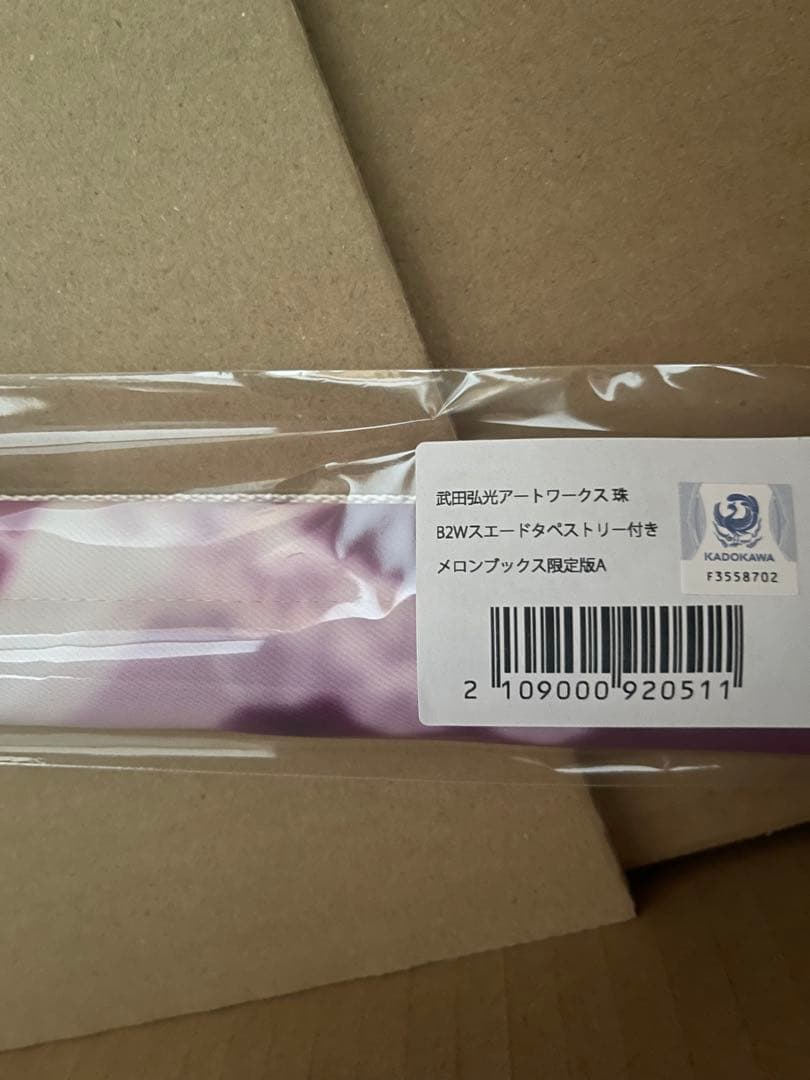 武田弘光アートワークス 珠
B2Wスエードタペストリー付き
メロンブックス限定版A
KADOKAWA
F3558702
2 109000 920511